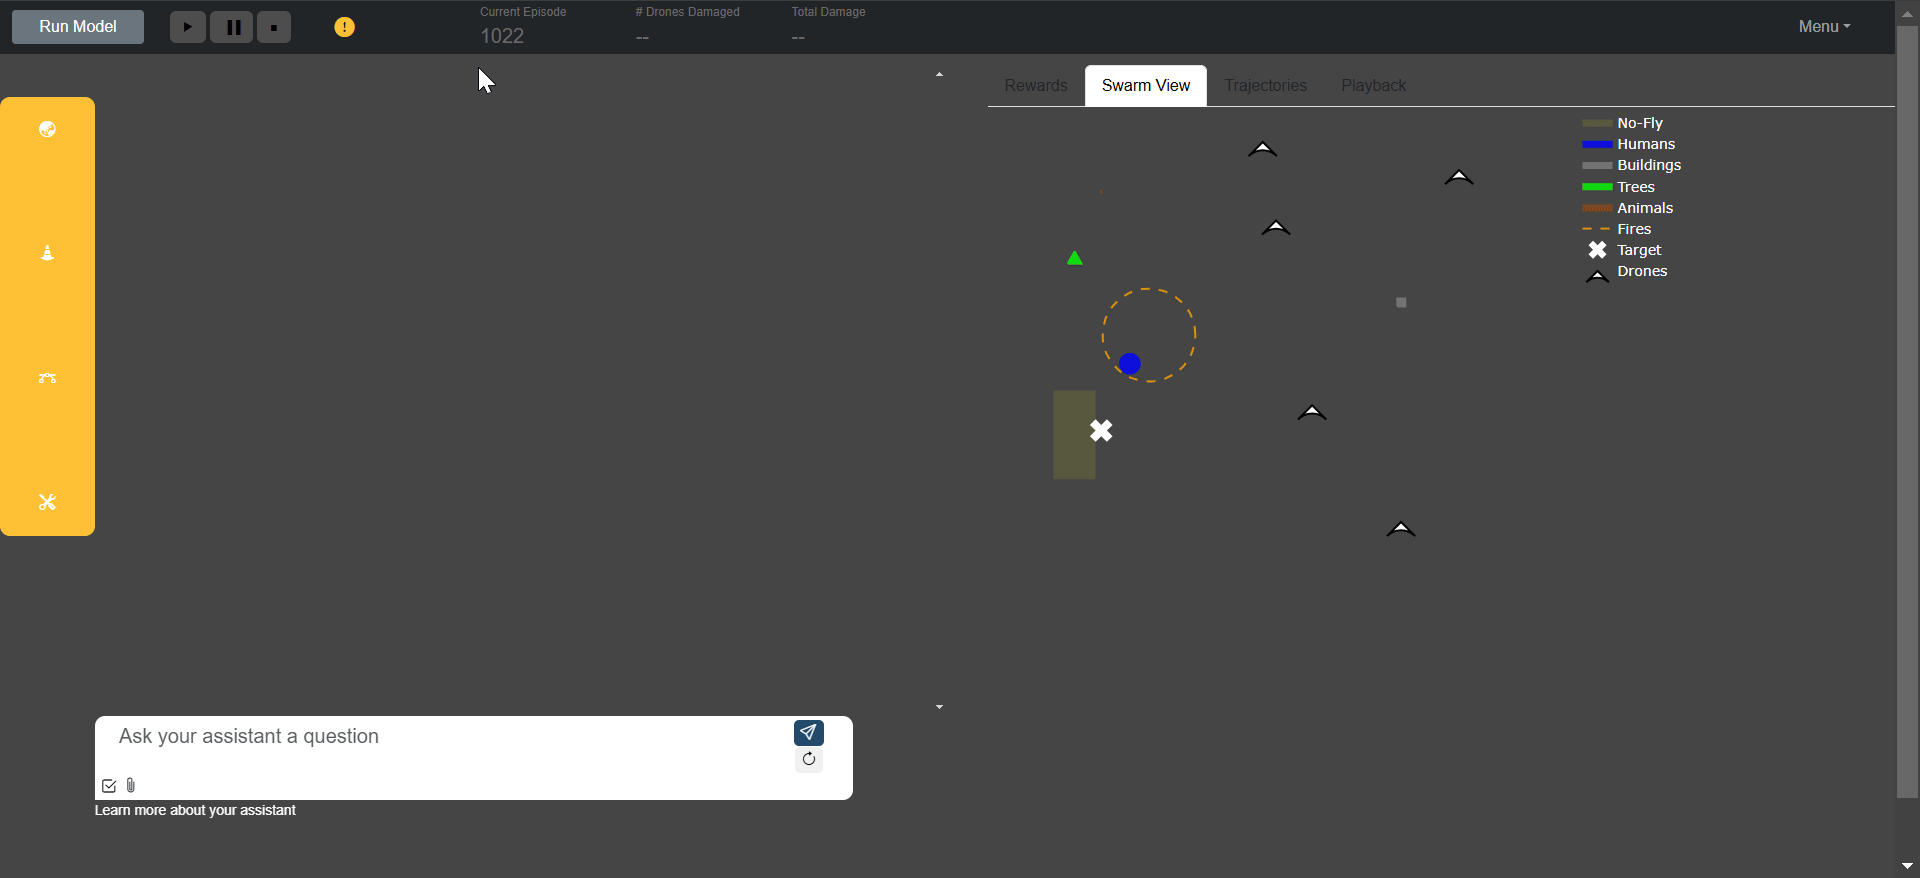 Run Model
Current Episode
1022
# Drones Damaged
--
Total Damage
--
Menu
Rewards
Swarm View
Trajectories
Playback
No-Fly
Humans
Buildings
Trees
Animals
Fires
Target
Drones
Ask your assistant a question
Learn more about your assistant